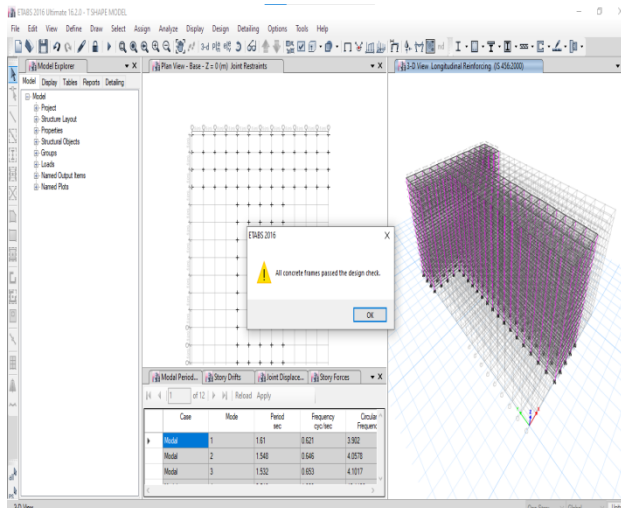 ETABS 2016 Ultimate 16.2.0 - T SHAPE MODEL
File Edit View Define Draw Select Assign Analyze Display Design Detailing Options Tools Help
Model Explorer
Plan View - Base - Z = 0 (m) Joint Restraints
3-D View Longitudinal Reinforcing (IS 456:2000)
Model Display Tables Reports Detailing
Model
Project
Structure Layout
Properties
Structural Objects
Groups
Loads
Named Output Items
Named Plots
ETABS 2016
All concrete frames passed the design check.
OK
Modal Period... Story Drifts Joint Displace... Story Forces
1 of 12 Reload Apply
Case Mode Period Frequency Circular
sec cyc/sec Frequenc
Modal 1 1.61 0.621 3.902
Modal 2 1.548 0.646 4.0578
Modal 3 1.532 0.653 4.1017
3-D View